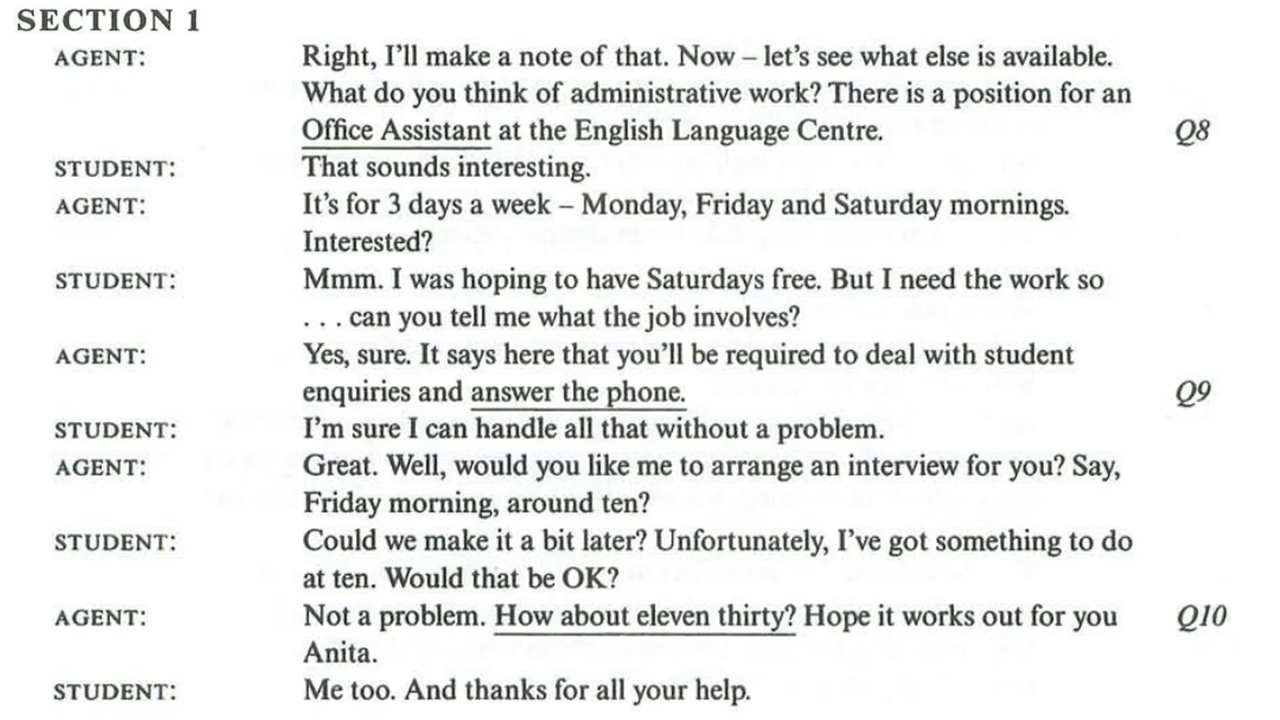 SECTION 1
AGENT: Right, I'll make a note of that. Now – let's see what else is available.
What do you think of administrative work? There is a position for an
Office Assistant at the English Language Centre. Q8
STUDENT: That sounds interesting.
AGENT: It's for 3 days a week – Monday, Friday and Saturday mornings.
Interested?
STUDENT: Mmm. I was hoping to have Saturdays free. But I need the work so
. . . can you tell me what the job involves?
AGENT: Yes, sure. It says here that you'll be required to deal with student
enquiries and answer the phone. Q9
STUDENT: I'm sure I can handle all that without a problem.
AGENT: Great. Well, would you like me to arrange an interview for you? Say,
Friday morning, around ten?
STUDENT: Could we make it a bit later? Unfortunately, I've got something to do
at ten. Would that be OK?
AGENT: Not a problem. How about eleven thirty? Hope it works out for you Q10
Anita.
STUDENT: Me too. And thanks for all your help.